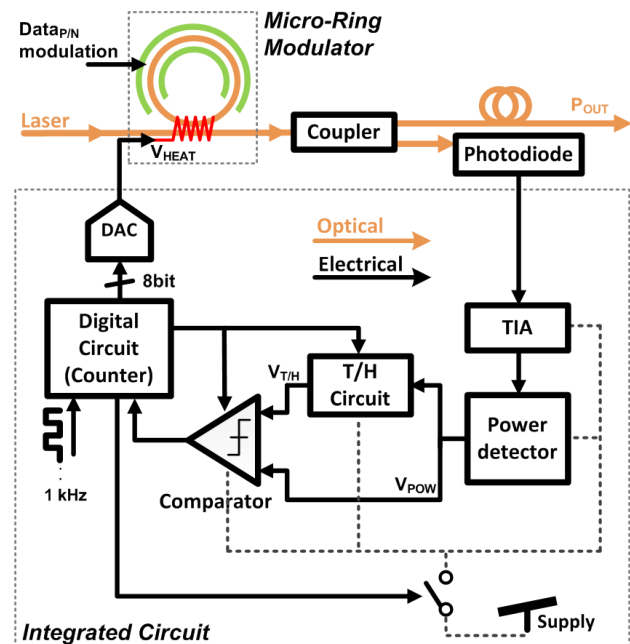 Micro-Ring
Modulator
DataP/N
modulation
Laser
VHEAT
Coupler
POUT
Photodiode
DAC
8bit
Optical
Electrical
Digital
Circuit
(Counter)
TIA
VT/H
T/H
Circuit
Power
detector
1 kHz
Comparator
VPOW
Supply
Integrated Circuit